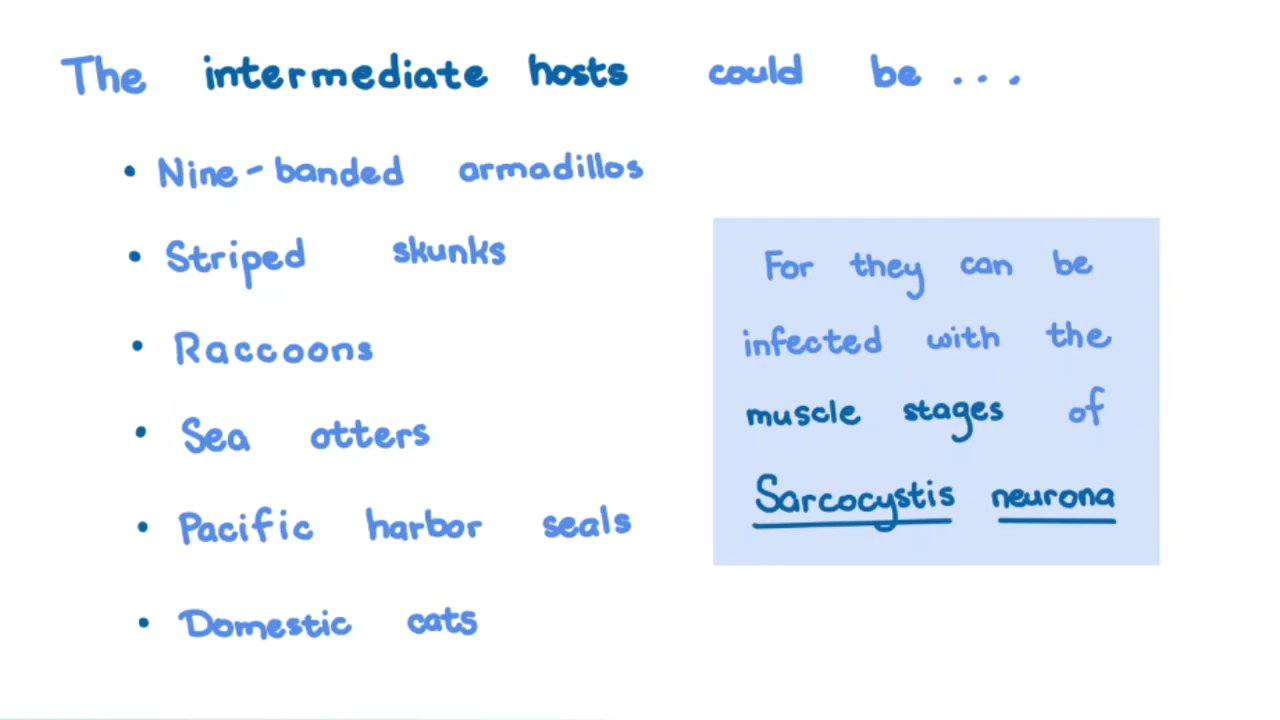 The intermediate hosts could be ...
• Nine-banded armadillos
• Striped skunks
• Raccoons
• Sea otters
• Pacific harbor seals
• Domestic cats
For they can be
infected with the
muscle stages of
Sarcocystis neurona